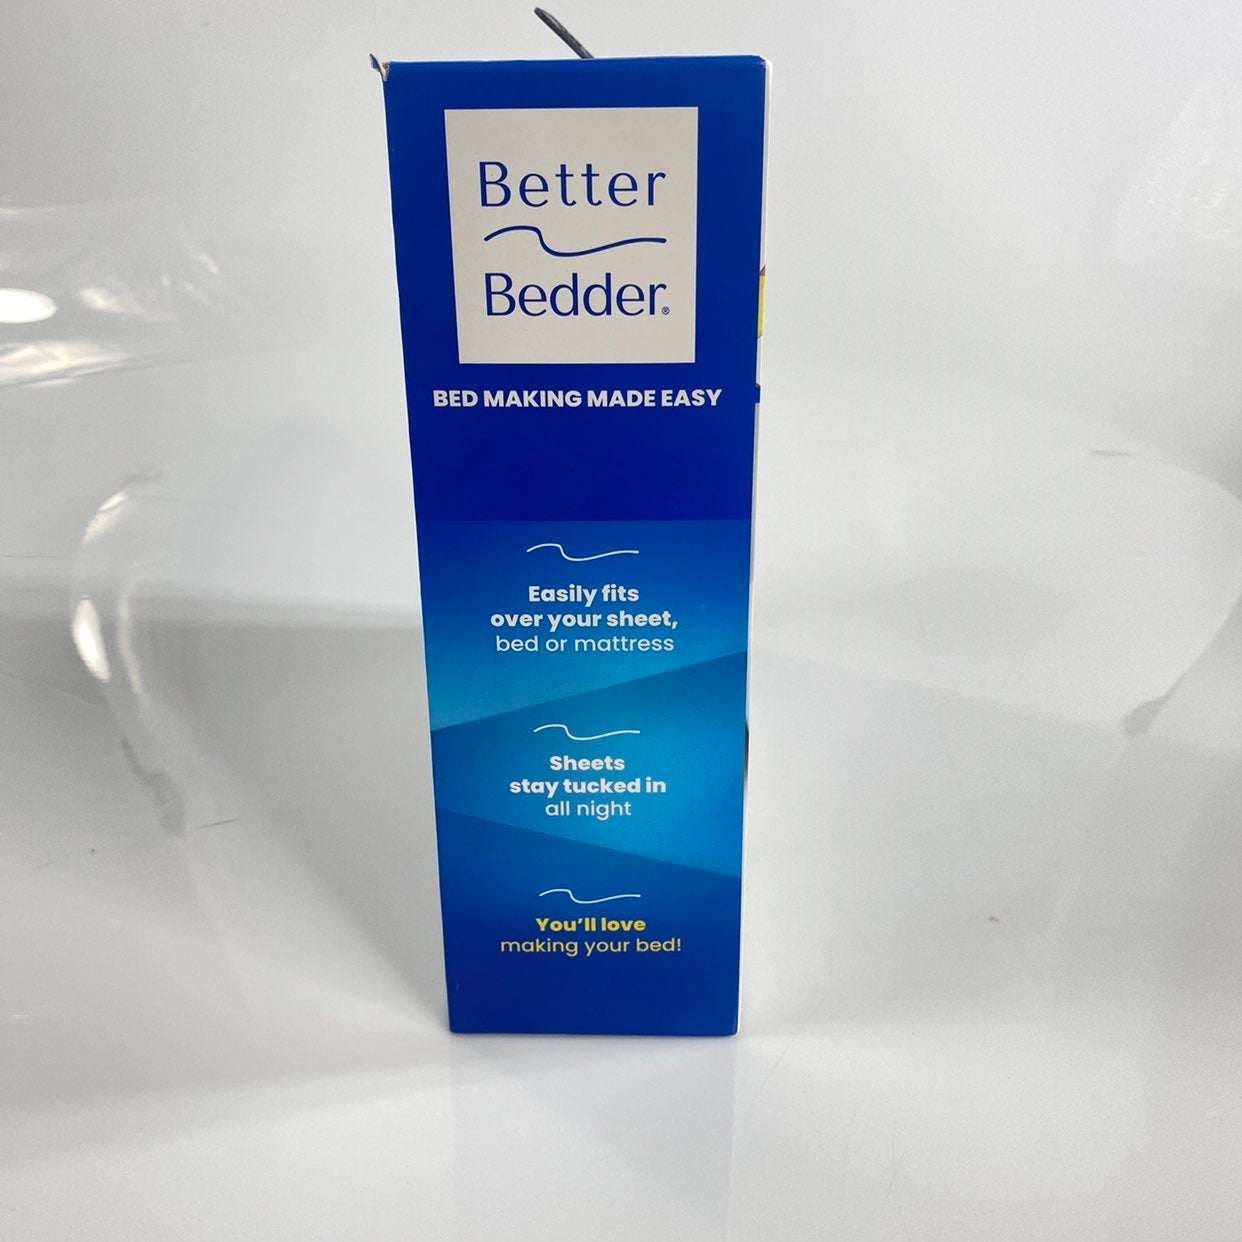 Better
Bedder®
BED MAKING MADE EASY
Easily fits
over your sheet,
bed or mattress
Sheets
stay tucked in
all night
You'll love
making your bed!